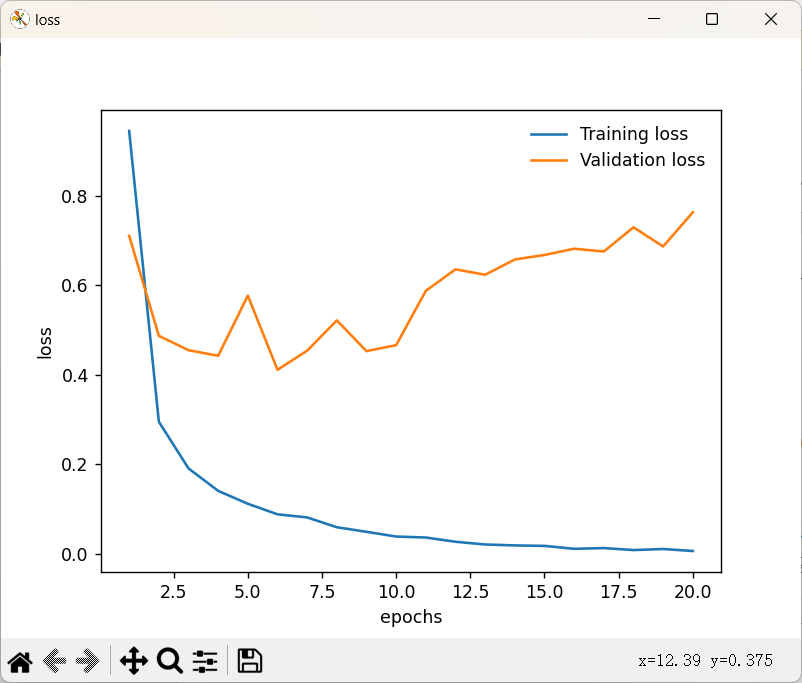 loss
Training loss
Validation loss
0.8
0.6
0.4
0.2
0.0
loss
2.5 5.0 7.5 10.0 12.5 15.0 17.5 20.0
epochs
x=12.39 y=0.375